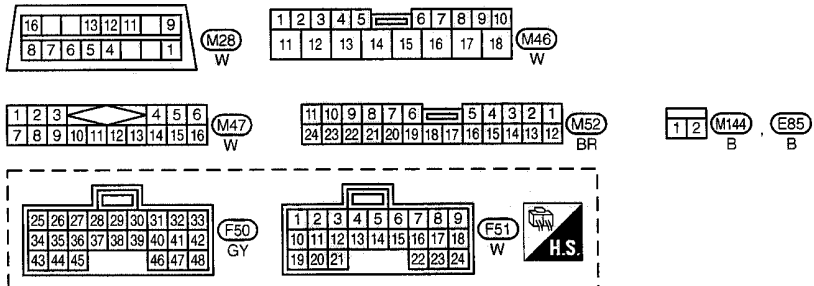 16 13 12 11 9
8 7 6 5 4 1
M28
W
1 2 3 4 5 6 7 8 9 10
11 12 13 14 15 16 17 18
M46
W
1 2 3 4 5 6
7 8 9 10 11 12 13 14 15 16
M47
W
11 10 9 8 7 6 5 4 3 2 1
24 23 22 21 20 19 18 17 16 15 14 13 12
M52
BR
1 2
M144 , E85
B B
25 26 27 28 29 30 31 32 33
34 35 36 37 38 39 40 41 42
43 44 45 46 47 48
F50
GY
1 2 3 4 5 6 7 8 9
10 11 12 13 14 15 16 17 18
19 20 21 22 23 24
F51
W
H.S.